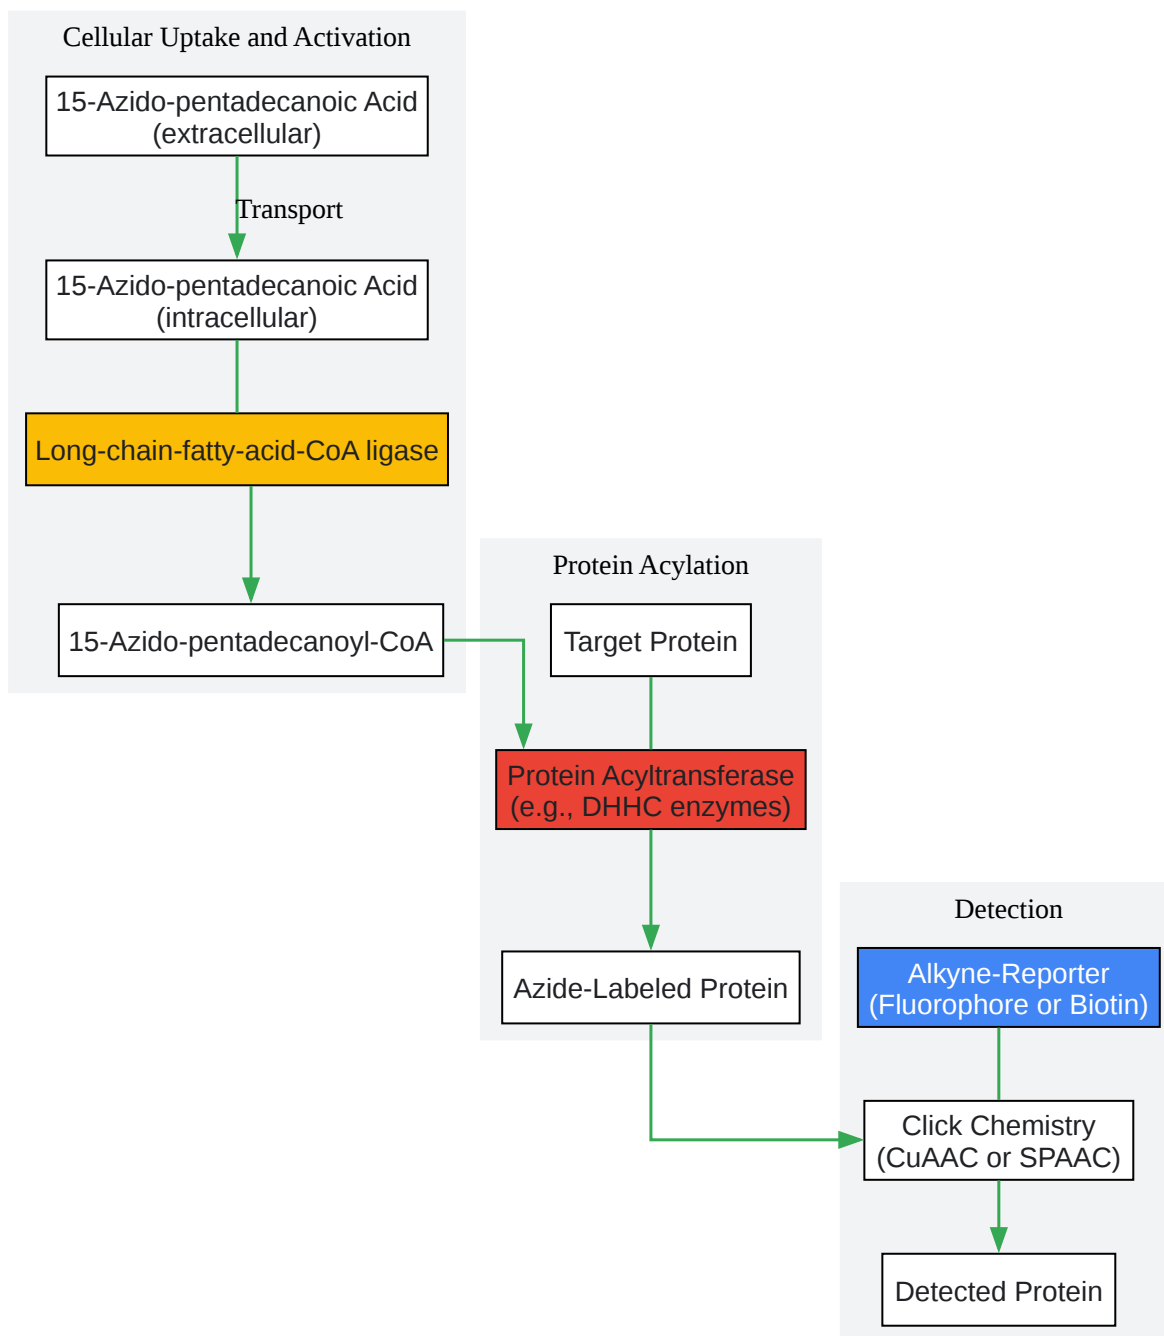 Cellular Uptake and Activation
15-Azido-pentadecanoic Acid
(extracellular)
Transport
15-Azido-pentadecanoic Acid
(intracellular)
Long-chain-fatty-acid-CoA ligase
15-Azido-pentadecanoyl-CoA
Protein Acylation
Target Protein
Protein Acyltransferase
(e.g., DHHC enzymes)
Azide-Labeled Protein
Detection
Alkyne-Reporter
(Fluorophore or Biotin)
Click Chemistry
(CuAAC or SPAAC)
Detected Protein